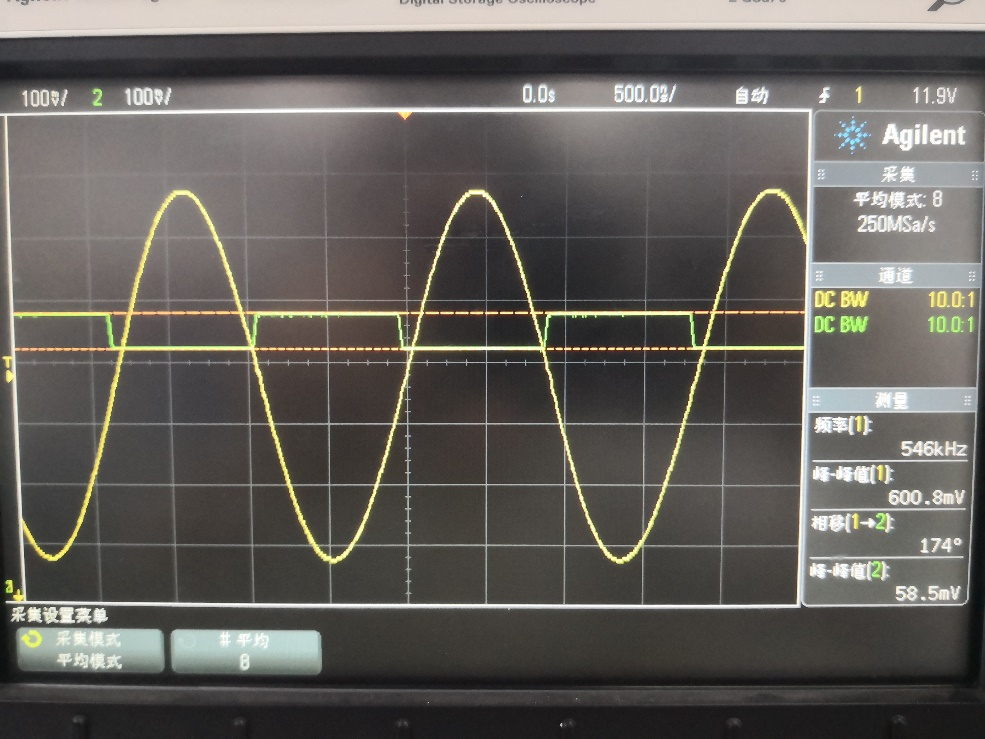 Digital Storage Oscilloscope
100℧/ 2 100℧/ 0.0s 500.0㎱/ 自动 1 11.9V
Agilent
采集
平均模式: 8
250MSa/s
通道
DC BW 10.0:1
DC BW 10.0:1
测量
频率(1):
546kHz
峰-峰值(1):
600.8mV
相移(1→2):
174°
峰-峰值(2):
58.5mV
T
2
采集设置菜单
采集模式
平均模式
# 平均
8